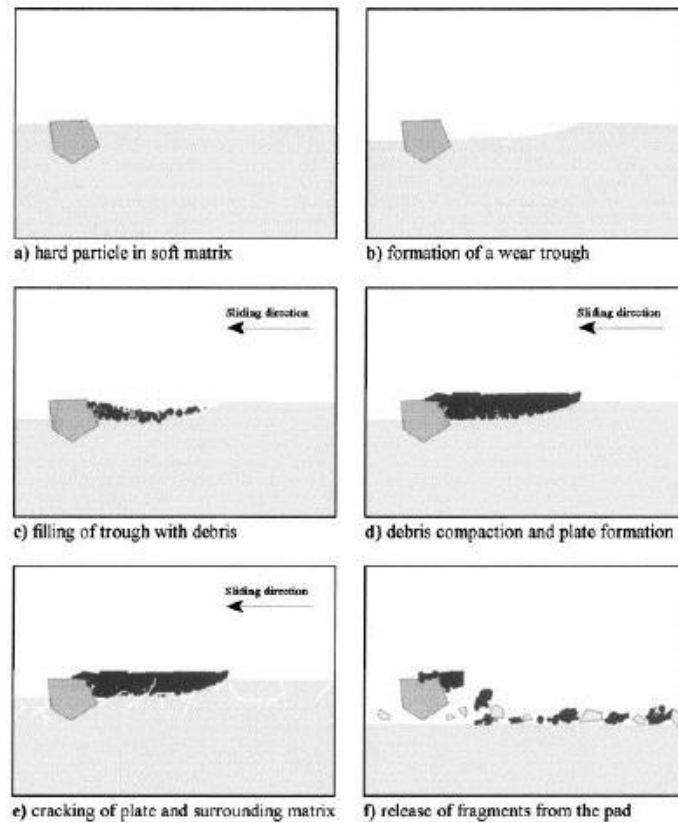 a) hard particle in soft matrix
b) formation of a wear trough
Sliding direction
Sliding direction
c) filling of trough with debris
d) debris compaction and plate formation
Sliding direction
e) cracking of plate and surrounding matrix
f) release of fragments from the pad